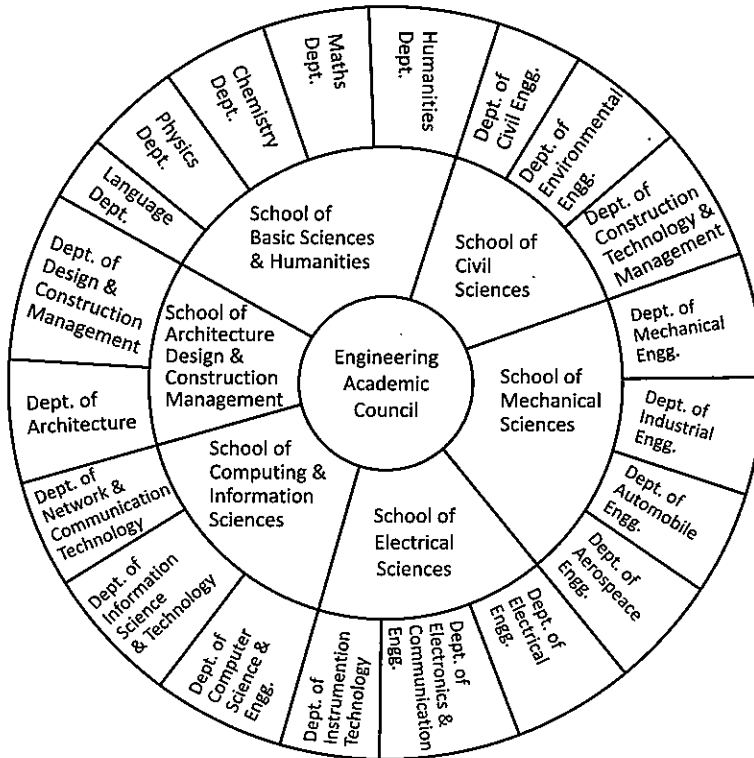 Engineering
Academic
Council
School of
Basic Sciences
& Humanities
School of
Civil
Sciences
School of
Mechanical
Sciences
School of
Electrical
Sciences
School of
Computing &
Information
Sciences
School of
Architecture
Design &
Construction
Management
Language
Dept.
Physics
Dept.
Chemistry
Dept.
Maths
Dept.
Humanities
Dept.
Dept. of
Civil Engg.
Dept. of
Environmental
Engg.
Dept. of
Construction
Technology &
Management
Dept. of
Mechanical
Engg.
Dept. of
Industrial
Engg.
Dept. of
Automobile
Engg.
Dept. of
Aerospeace
Engg.
Dept. of
Electrical
Engg.
Dept. of
Electronics &
Communication
Engg.
Dept. of
Instrumention
Technology
Dept. of
Computer
Science &
Engg.
Dept. of
Information
Science
& Technology
Dept. of
Network &
Communication
Technology
Dept. of
Architecture
Dept. of
Design &
Construction
Management